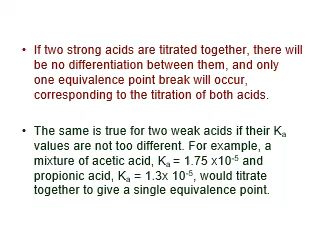 • If two strong acids are titrated together, there will
be no differentiation between them, and only
one equivalence point break will occur,
corresponding to the titration of both acids.
• The same is true for two weak acids if their Ka
values are not too different. For example, a
mixture of acetic acid, Ka = 1.75 x10-5 and
propionic acid, Ka = 1.3x 10-5, would titrate
together to give a single equivalence point.